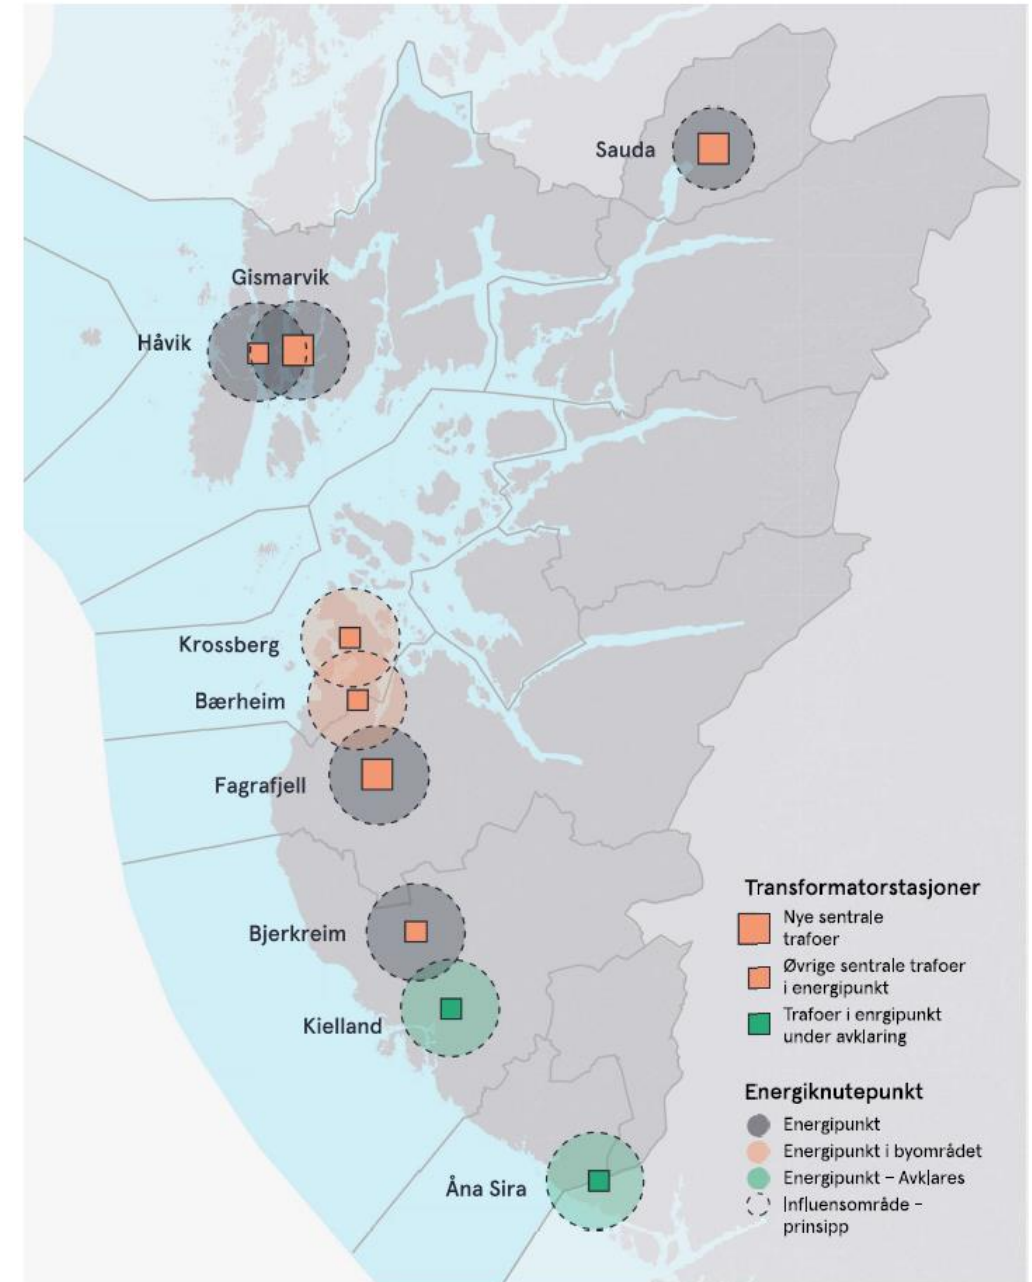 Sauda
Gismarvik
Håvik
Krossberg
Bærheim
Fagrafjell
Bjerkreim
Kielland
Åna Sira
Transformatorstasjoner
Nye sentrale
trafoer
Øvrige sentrale trafoer
i energipunkt
Trafoer i enrgipunkt
under avklaring
Energiknutepunkt
Energipunkt
Energipunkt i byområdet
Energipunkt – Avklares
Influensområde –
prinsipp